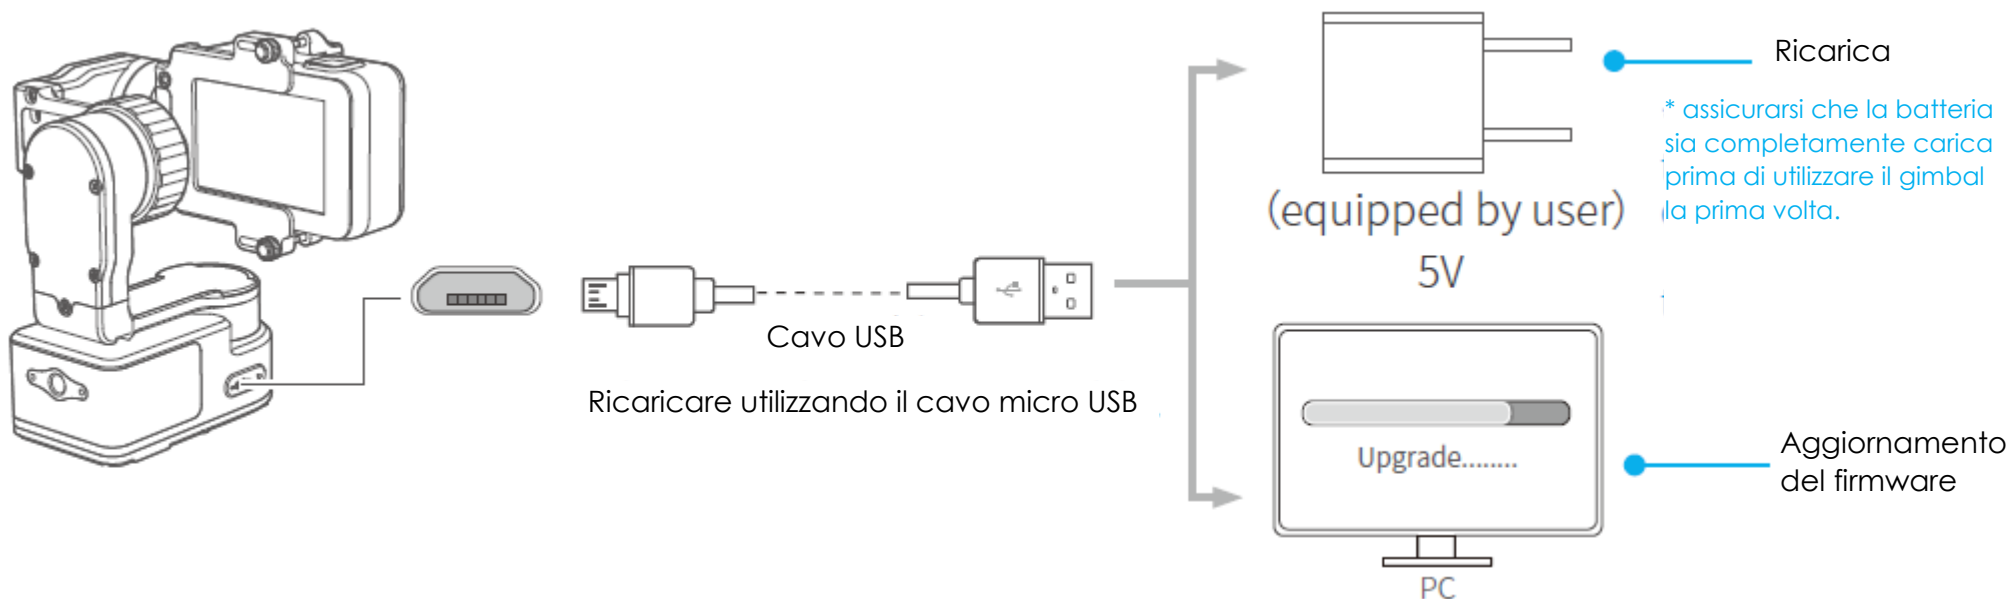 Ricarica
* assicurarsi che la batteria
sia completamente carica
prima di utilizzare il gimbal
la prima volta.
(equipped by user)
5V
Cavo USB
Ricaricare utilizzando il cavo micro USB
Upgrade........
Aggiornamento
del firmware
PC